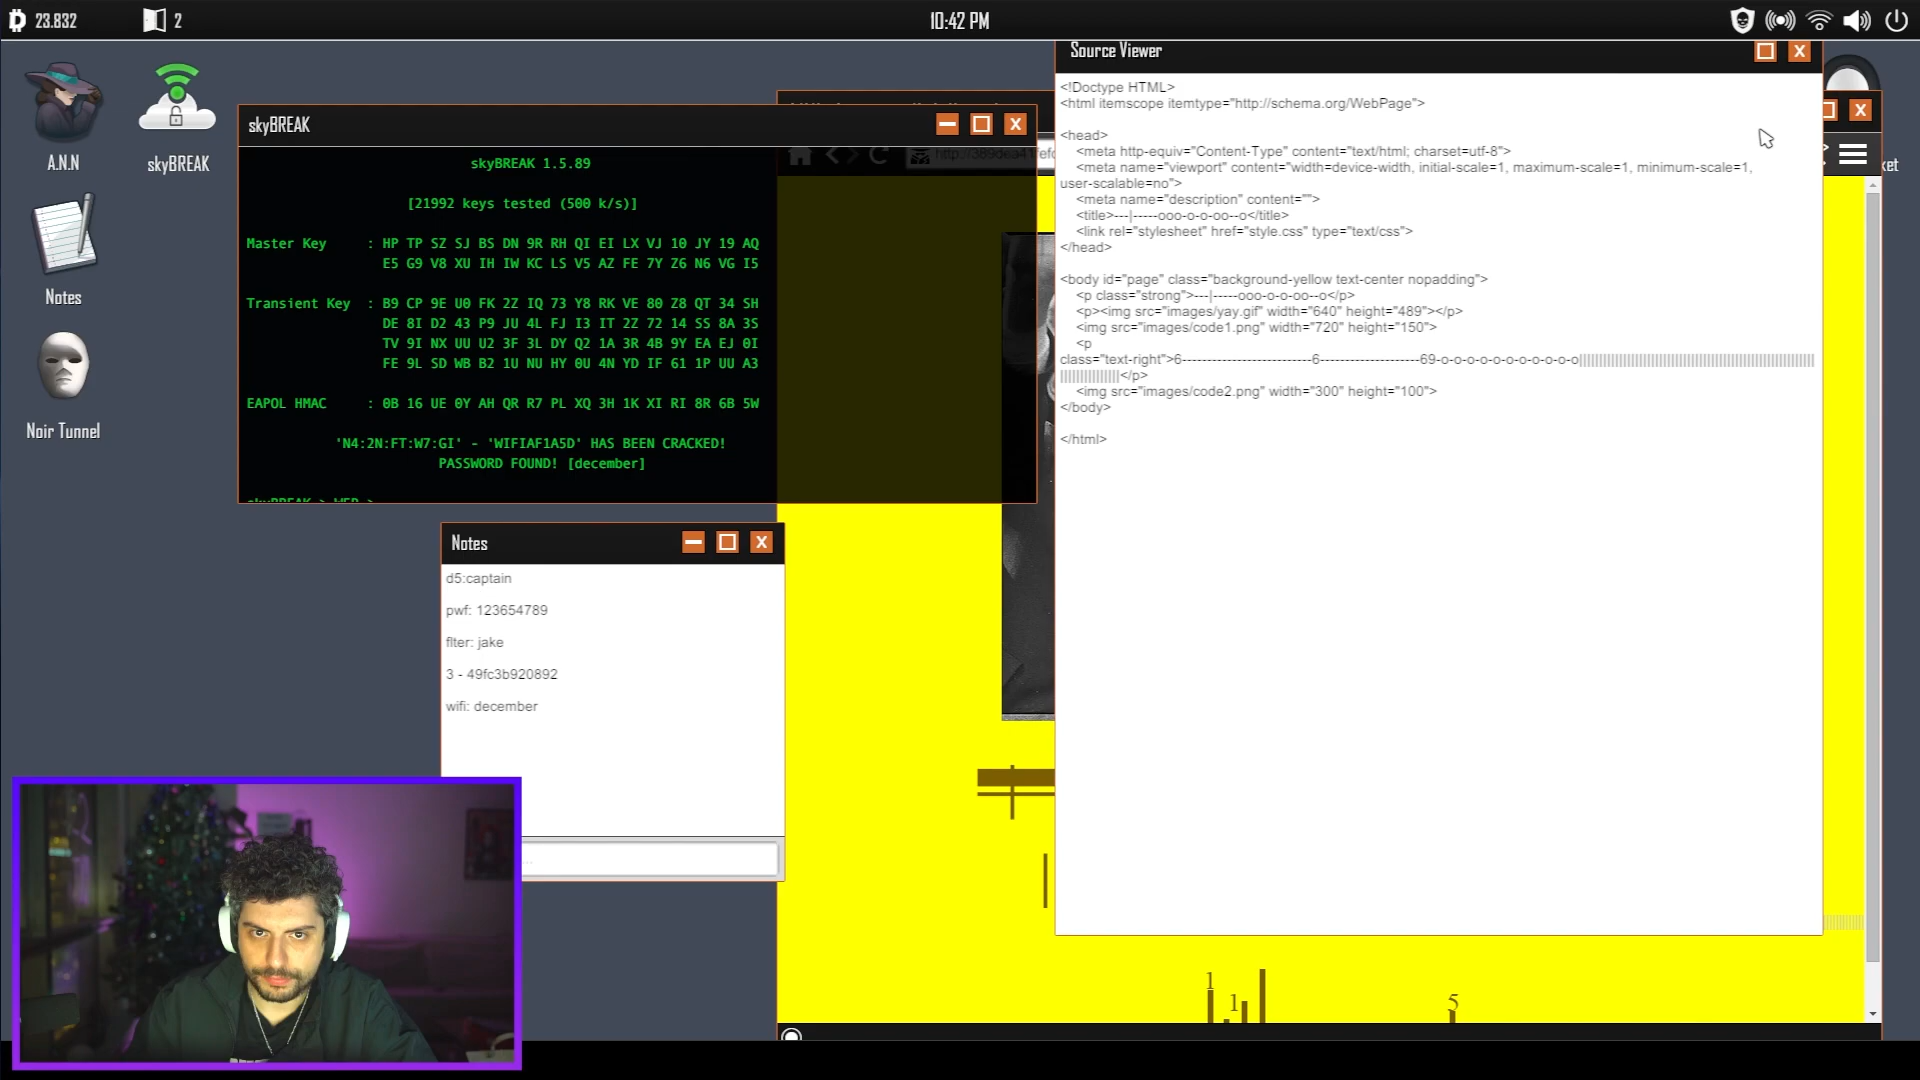 23.832
2
10:42 PM
A.N.N
skyBREAK
Notes
Noir Tunnel
skyBREAK
skyBREAK 1.5.89
[21992 keys tested (500 k/s)]
Master Key : HP TP SZ SJ BS DN 9R RH QI EI LX VJ 10 JY 19 AQ
E5 G9 V8 XU IH IW KC LS V5 AZ FE 7Y Z6 N6 VG I5
Transient Key : B9 CP 9E U0 FK 2Z IQ 73 Y8 RK VE 80 Z8 QT 34 SH
DE 8I D2 43 P9 JU 4L FJ I3 IT 2Z 72 14 SS 8A 3S
TV 9I NX UU U2 3F 3L DY Q2 1A 3R 4B 9Y EA EJ 0I
FE 9L SD WB B2 1U NU HY 0U 4N YD IF 61 1P UU A3
EAPOL HMAC : 0B 16 UE 0Y AH QR R7 PL XQ 3H 1K XI RI 8R 6B 5W
'N4:2N:FT:W7:GI' - 'WIFIAF1A5D' HAS BEEN CRACKED!
PASSWORD FOUND! [december]
Notes
d5:captain
pwf: 123654789
flter: jake
3 - 49fc3b920892
wifi: december
Source Viewer
<!Doctype HTML>
<html itemscope itemtype="http://schema.org/WebPage">
<head>
<meta http-equiv="Content-Type" content="text/html; charset=utf-8">
<meta name="viewport" content="width=device-width, initial-scale=1, maximum-scale=1, minimum-scale=1,
user-scalable=no">
<meta name="description" content="">
<title>---|-----ooo-o-o-oo--o</title>
<link rel="stylesheet" href="style.css" type="text/css">
</head>
<body id="page" class="background-yellow text-center nopadding">
<p class="strong">---|-----ooo-o-o-oo--o</p>
<p><img src="images/yay.gif" width="640" height="489"></p>
<img src="images/code1.png" width="720" height="150">
<p
class="text-right">6--------------------------6--------------------69-o-o-o-o-o-o-o-o-o-o-o||||||||||||||||||||||||||||||||||||||||||||||||||||||||||||
|||||||||||||||</p>
<img src="images/code2.png" width="300" height="100">
</body>
</html>
1
1
5